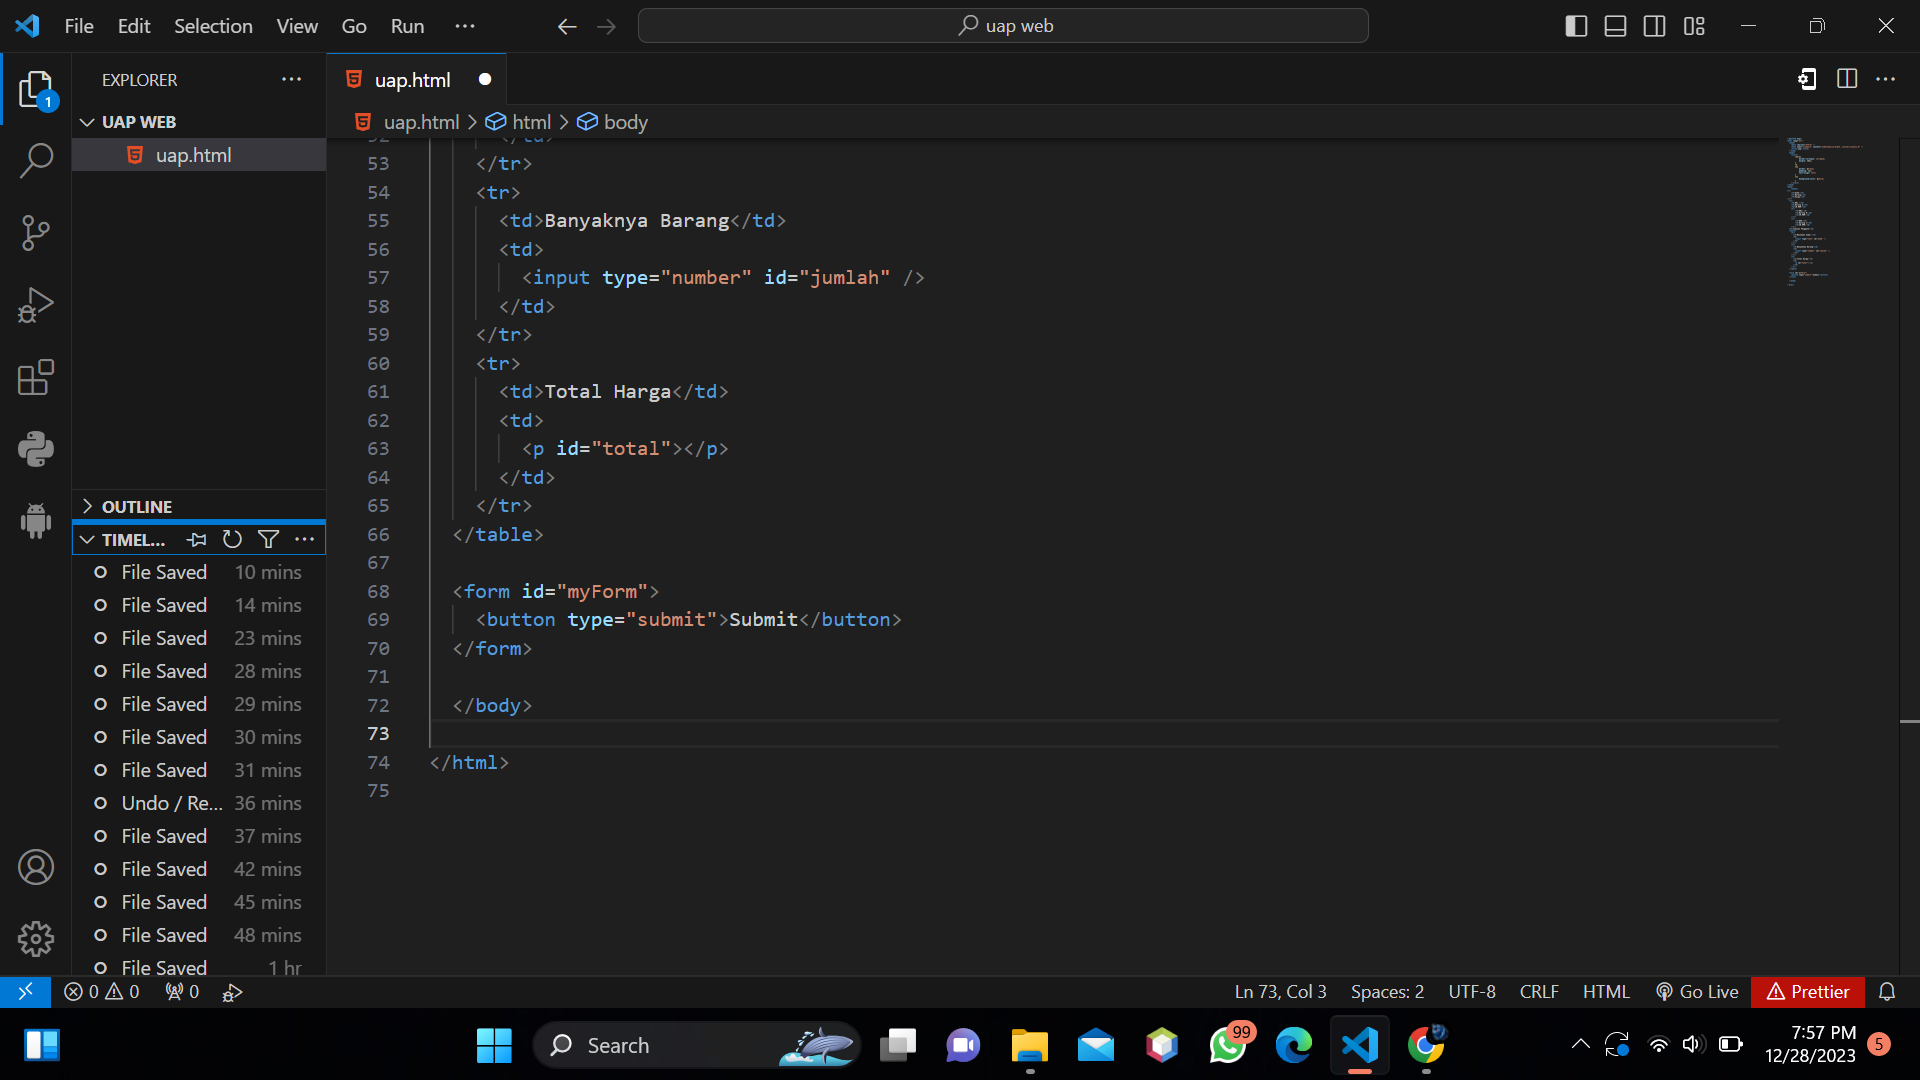 File Edit Selection View Go Run ···
uap web
EXPLORER ···
UAP WEB
uap.html
1
uap.html
uap.html > html > body
53 </tr>
54 <tr>
55 <td>Banyaknya Barang</td>
56 <td>
57 <input type="number" id="jumlah" />
58 </td>
59 </tr>
60 <tr>
61 <td>Total Harga</td>
62 <td>
63 <p id="total"></p>
64 </td>
65 </tr>
66 </table>
67
68 <form id="myForm">
69 <button type="submit">Submit</button>
70 </form>
71
72 </body>
73
74 </html>
75
OUTLINE
TIMEL... ···
File Saved 10 mins
File Saved 14 mins
File Saved 23 mins
File Saved 28 mins
File Saved 29 mins
File Saved 30 mins
File Saved 31 mins
Undo / Re... 36 mins
File Saved 37 mins
File Saved 42 mins
File Saved 45 mins
File Saved 48 mins
File Saved 1 hr
0 0 0
Ln 73, Col 3 Spaces: 2 UTF-8 CRLF HTML Go Live Prettier
Search
99
7:57 PM
12/28/2023
5